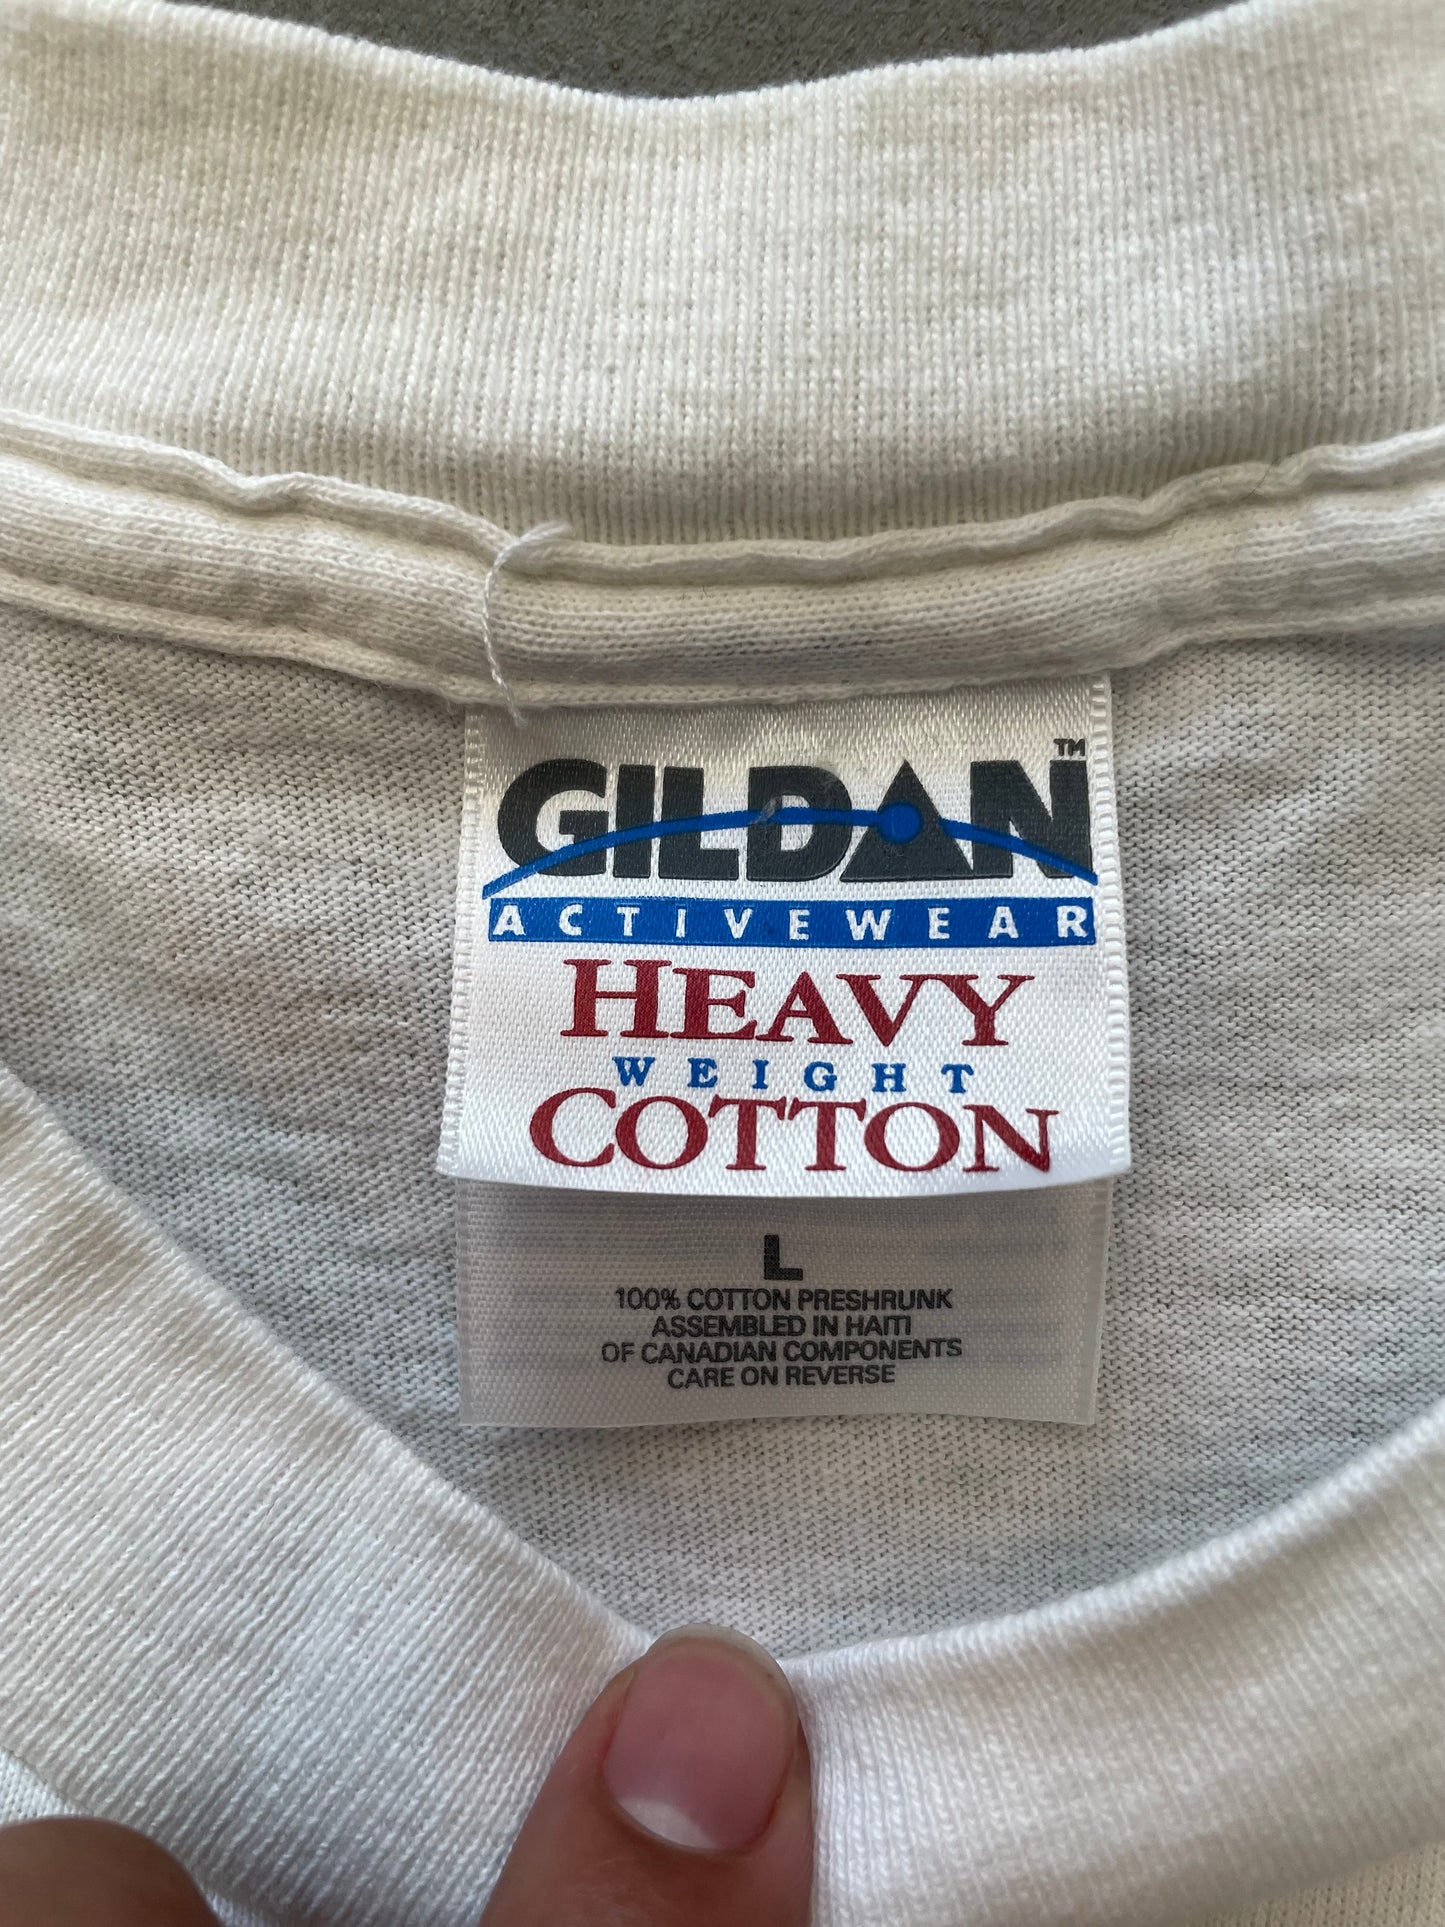 GILDAN™
ACTIVEWEAR
HEAVY
WEIGHT
COTTON
L
100% COTTON PRESHRUNK
ASSEMBLED IN HAITI
OF CANADIAN COMPONENTS
CARE ON REVERSE